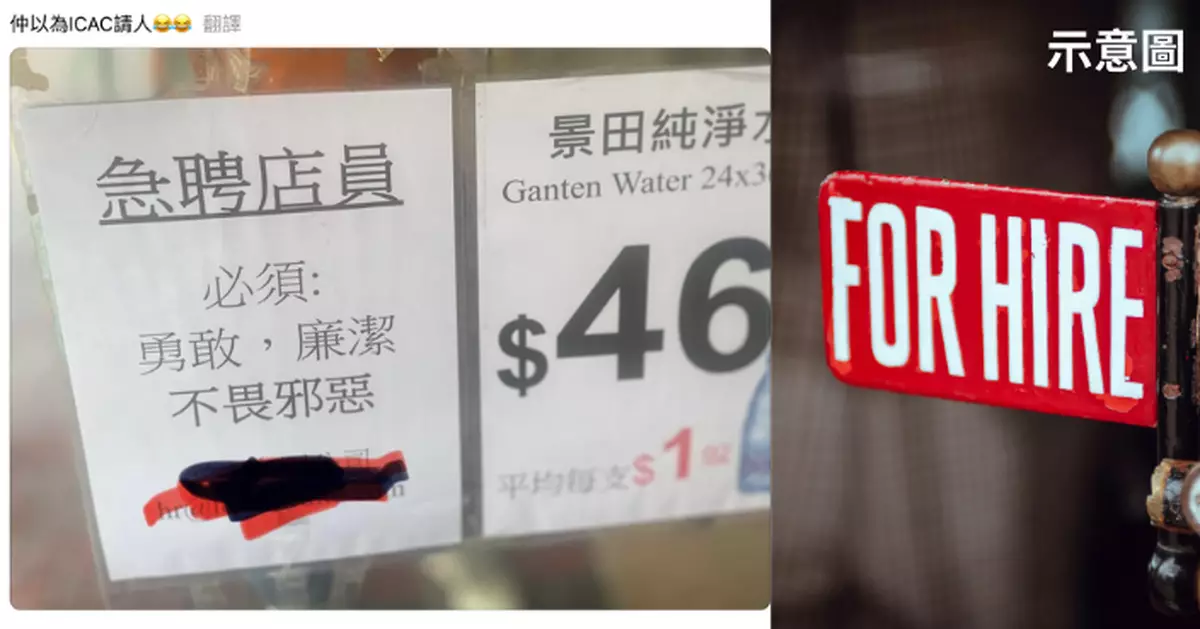 仲以為ICAC請人😂😂 翻譯
急聘店員
必須:
勇敢，廉潔
不畏邪惡
景田純淨
Ganten Water 24x3
$46
平均每支$1
示意圖
FOR HIRE